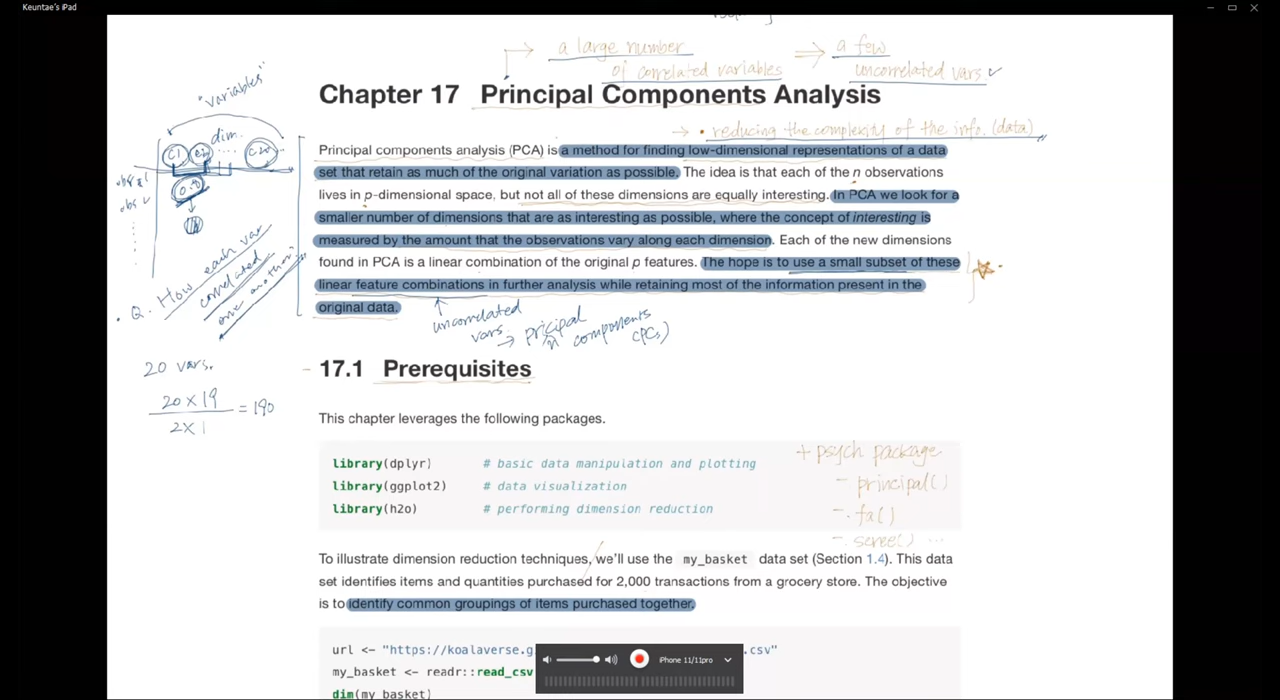 Keuntae's iPad
a large number ⇒ a few
of correlated variables uncorrelated vars. ✓
"variables"
Chapter 17 Principal Components Analysis
→ • reducing the complexity of the info. (data)
dim.
C1 C2 ... C20
Principal components analysis (PCA) is a method for finding low-dimensional representations of a data
set that retain as much of the original variation as possible. The idea is that each of the n observations
lives in p-dimensional space, but not all of these dimensions are equally interesting. In PCA we look for a
smaller number of dimensions that are as interesting as possible, where the concept of interesting is
measured by the amount that the observations vary along each dimension. Each of the new dimensions
found in PCA is a linear combination of the original p features. The hope is to use a small subset of these
linear feature combinations in further analysis while retaining most of the information present in the
original data.
obs
obs
0.9
• Q. How each var
correlated
one another
uncorrelated
vars. → pricipal
n components
(PCs)
20 vars.
20 × 19
2 × 1
= 190
17.1 Prerequisites
This chapter leverages the following packages.
library(dplyr) # basic data manipulation and plotting
library(ggplot2) # data visualization
library(h2o) # performing dimension reduction
+ psych package
- principal()
- fa()
- scree() ...
To illustrate dimension reduction techniques, we'll use the my_basket data set (Section 1.4). This data
set identifies items and quantities purchased for 2,000 transactions from a grocery store. The objective
is to identify common groupings of items purchased together.
url <- "https://koalaverse.g .csv"
my_basket <- readr::read_csv
dim(my_basket)
iPhone 11/11pro